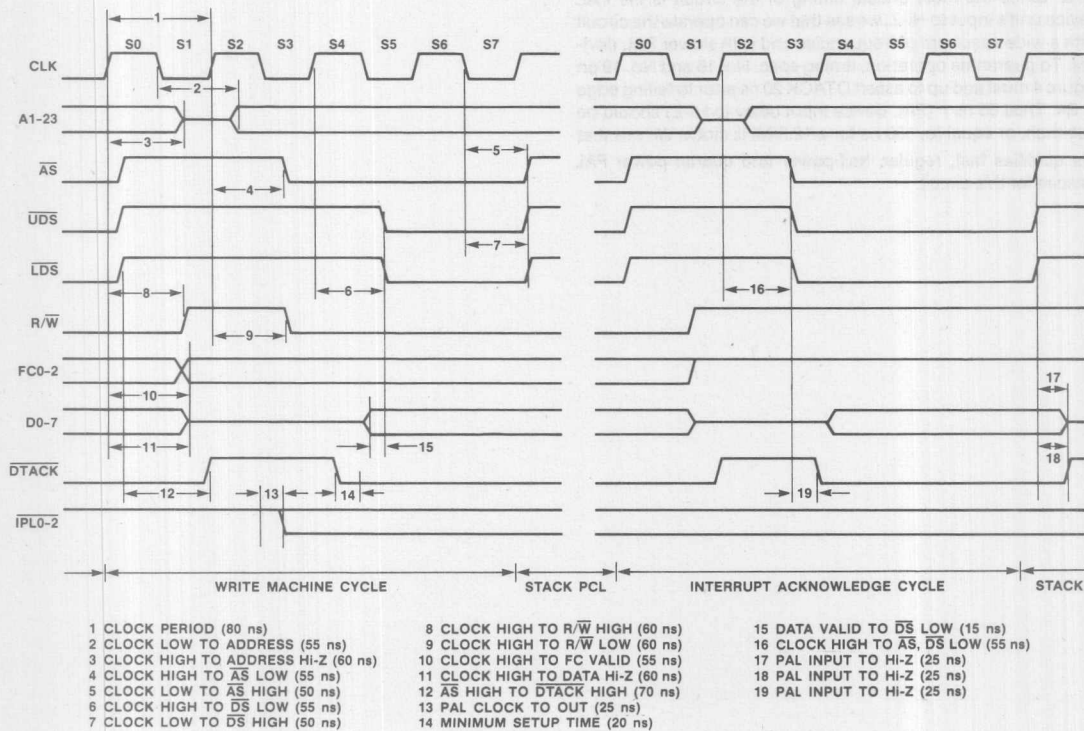 1
S0 S1 S2 S3 S4 S5 S6 S7 S0 S1 S2 S3 S4 S5 S6 S7
CLK
2
A1-23
3 5
AS
4
UDS
7
LDS
8 6 16
R/W
9
FC0-2
10 17
D0-7
11 15 18
DTACK
12 13 14 19
IPL0-2
WRITE MACHINE CYCLE STACK PCL INTERRUPT ACKNOWLEDGE CYCLE STACK
1 CLOCK PERIOD (80 ns)
2 CLOCK LOW TO ADDRESS (55 ns)
3 CLOCK HIGH TO ADDRESS Hi-Z (60 ns)
4 CLOCK HIGH TO AS LOW (55 ns)
5 CLOCK LOW TO AS HIGH (50 ns)
6 CLOCK HIGH TO DS LOW (55 ns)
7 CLOCK LOW TO DS HIGH (50 ns)
8 CLOCK HIGH TO R/W HIGH (60 ns)
9 CLOCK HIGH TO R/W LOW (60 ns)
10 CLOCK HIGH TO FC VALID (55 ns)
11 CLOCK HIGH TO DATA Hi-Z (60 ns)
12 AS HIGH TO DTACK HIGH (70 ns)
13 PAL CLOCK TO OUT (25 ns)
14 MINIMUM SETUP TIME (20 ns)
15 DATA VALID TO DS LOW (15 ns)
16 CLOCK HIGH TO AS, DS LOW (55 ns)
17 PAL INPUT TO Hi-Z (25 ns)
18 PAL INPUT TO Hi-Z (25 ns)
19 PAL INPUT TO Hi-Z (25 ns)